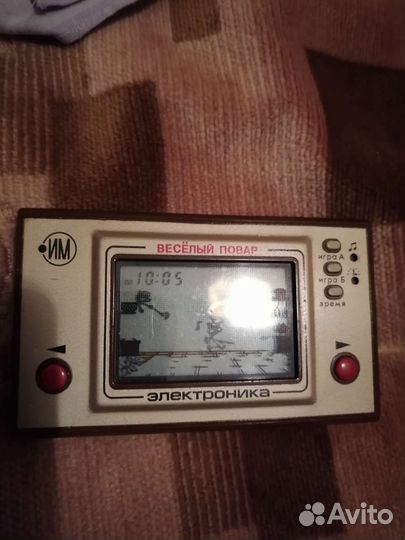 ИМ
ВЕСЁЛЫЙ ПОВАР
10:05
игра А
игра Б
время
электроника
Avito